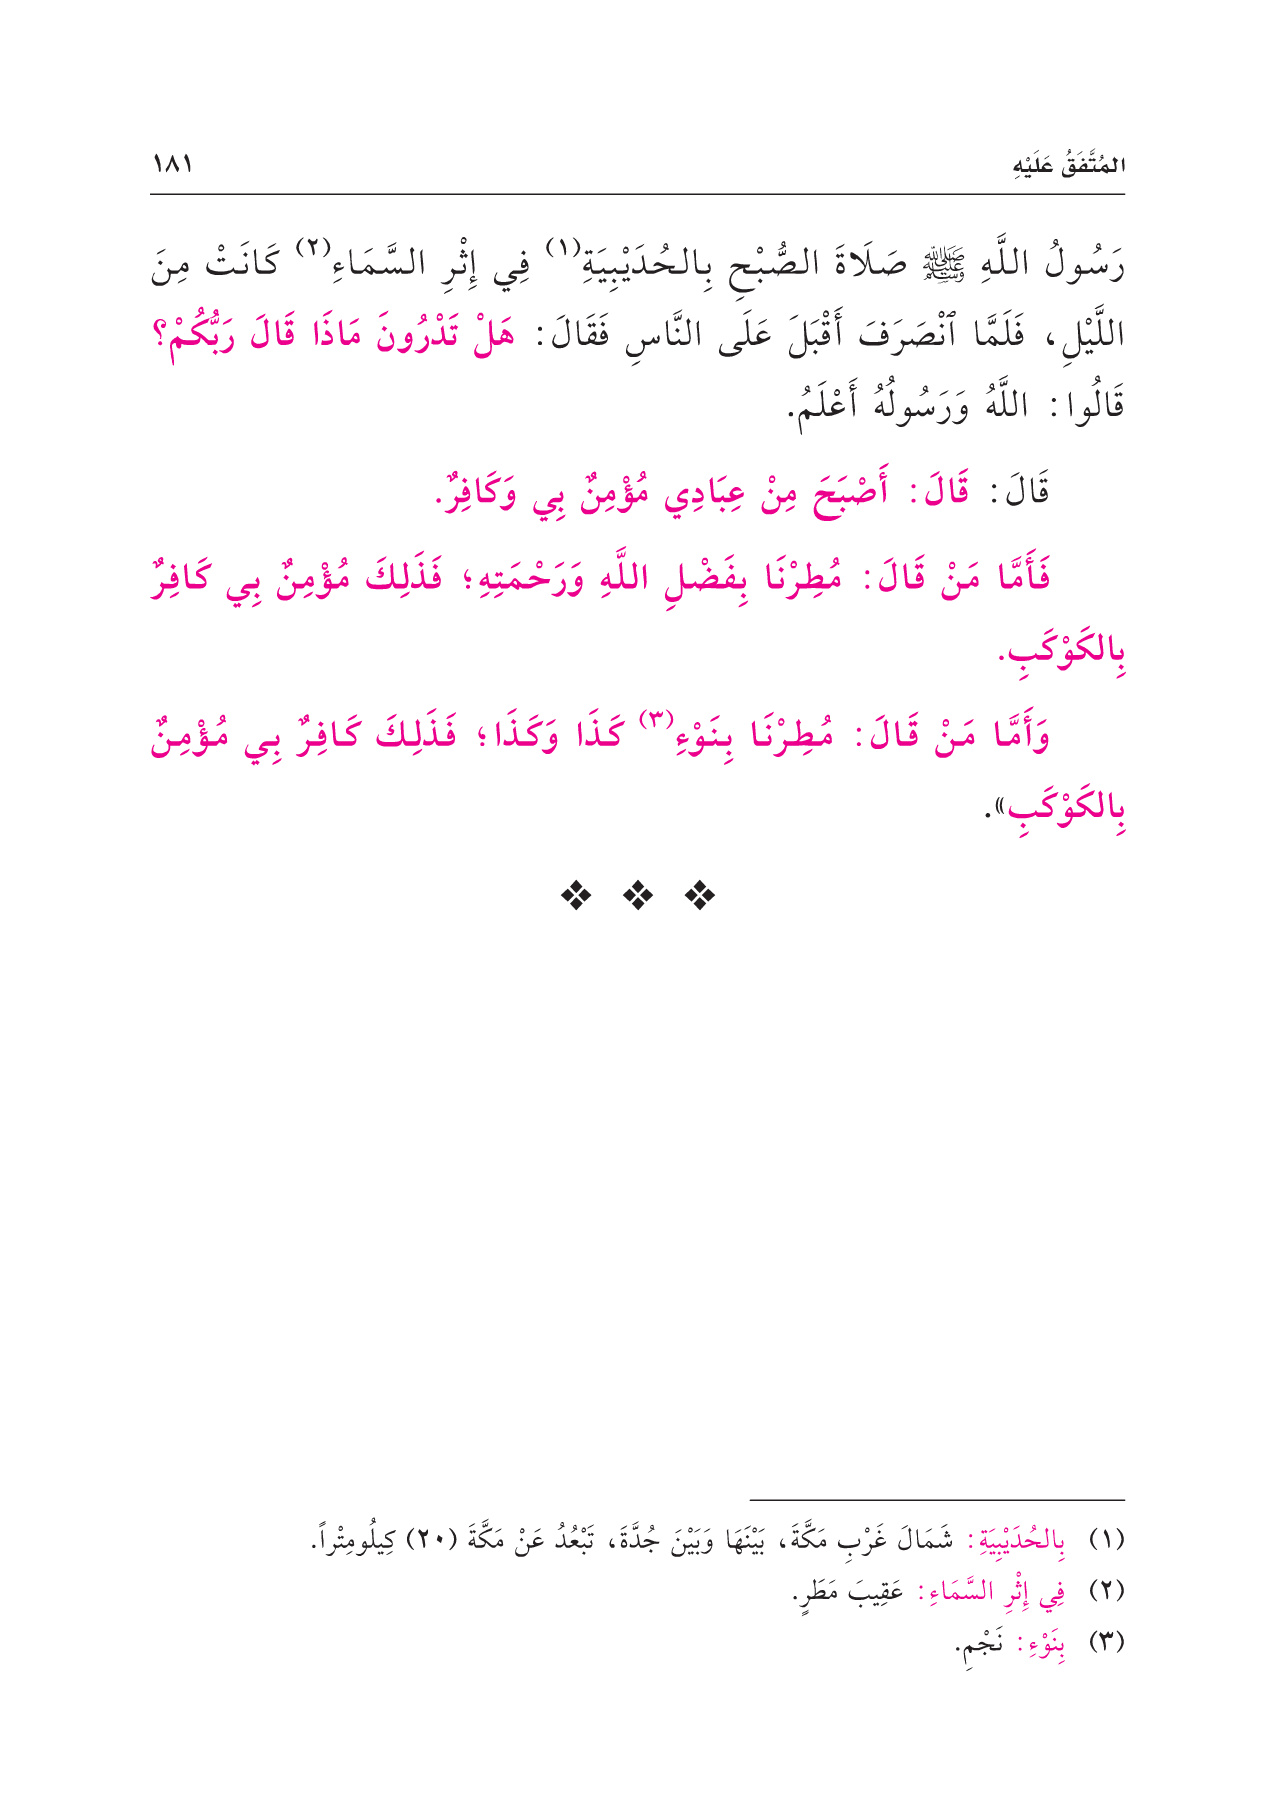 المُتَّفَقُ عَلَيْهِ ١٨١
رَسُولُ اللَّهِ ﷺ صَلَاةَ الصُّبْحِ بِالحُدَيْبِيَةِ(١) فِي إِثْرِ السَّمَاءِ(٢) كَانَتْ مِنَ
اللَّيْلِ، فَلَمَّا ٱنْصَرَفَ أَقْبَلَ عَلَى النَّاسِ فَقَالَ: هَلْ تَدْرُونَ مَاذَا قَالَ رَبُّكُمْ؟
قَالُوا: اللَّهُ وَرَسُولُهُ أَعْلَمُ.
قَالَ: قَالَ: أَصْبَحَ مِنْ عِبَادِي مُؤْمِنٌ بِي وَكَافِرٌ.
فَأَمَّا مَنْ قَالَ: مُطِرْنَا بِفَضْلِ اللَّهِ وَرَحْمَتِهِ؛ فَذَلِكَ مُؤْمِنٌ بِي كَافِرٌ
بِالكَوْكَبِ.
وَأَمَّا مَنْ قَالَ: مُطِرْنَا بِنَوْءِ(٣) كَذَا وَكَذَا؛ فَذَلِكَ كَافِرٌ بِي مُؤْمِنٌ
بِالكَوْكَبِ».
❖ ❖ ❖
(١) بِالحُدَيْبِيَةِ: شَمَالَ غَرْبِ مَكَّةَ، بَيْنَهَا وَبَيْنَ جُدَّةَ، تَبْعُدُ عَنْ مَكَّةَ (٢٠) كِيلُومِتْراً.
(٢) فِي إِثْرِ السَّمَاءِ: عَقِيبَ مَطَرٍ.
(٣) بِنَوْءِ: نَجْمِ.